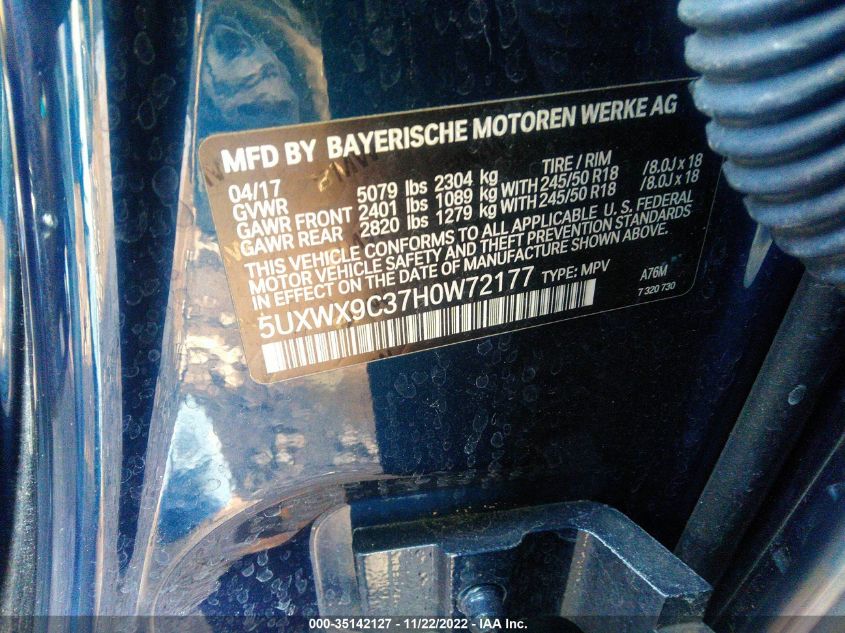 MFD BY BAYERISCHE MOTOREN WERKE AG
04/17 TIRE / RIM
GVWR 5079 lbs 2304 kg
GAWR FRONT 2401 lbs 1089 kg WITH 245/50 R18 /8.0J x 18
GAWR REAR 2820 lbs 1279 kg WITH 245/50 R18 /8.0J x 18
THIS VEHICLE CONFORMS TO ALL APPLICABLE U. S. FEDERAL
MOTOR VEHICLE SAFETY AND THEFT PREVENTION STANDARDS
IN EFFECT ON THE DATE OF MANUFACTURE SHOWN ABOVE.
5UXWX9C37H0W72177 TYPE: MPV A76M
7 320 730
000-35142127 - 11/22/2022 - IAA Inc.